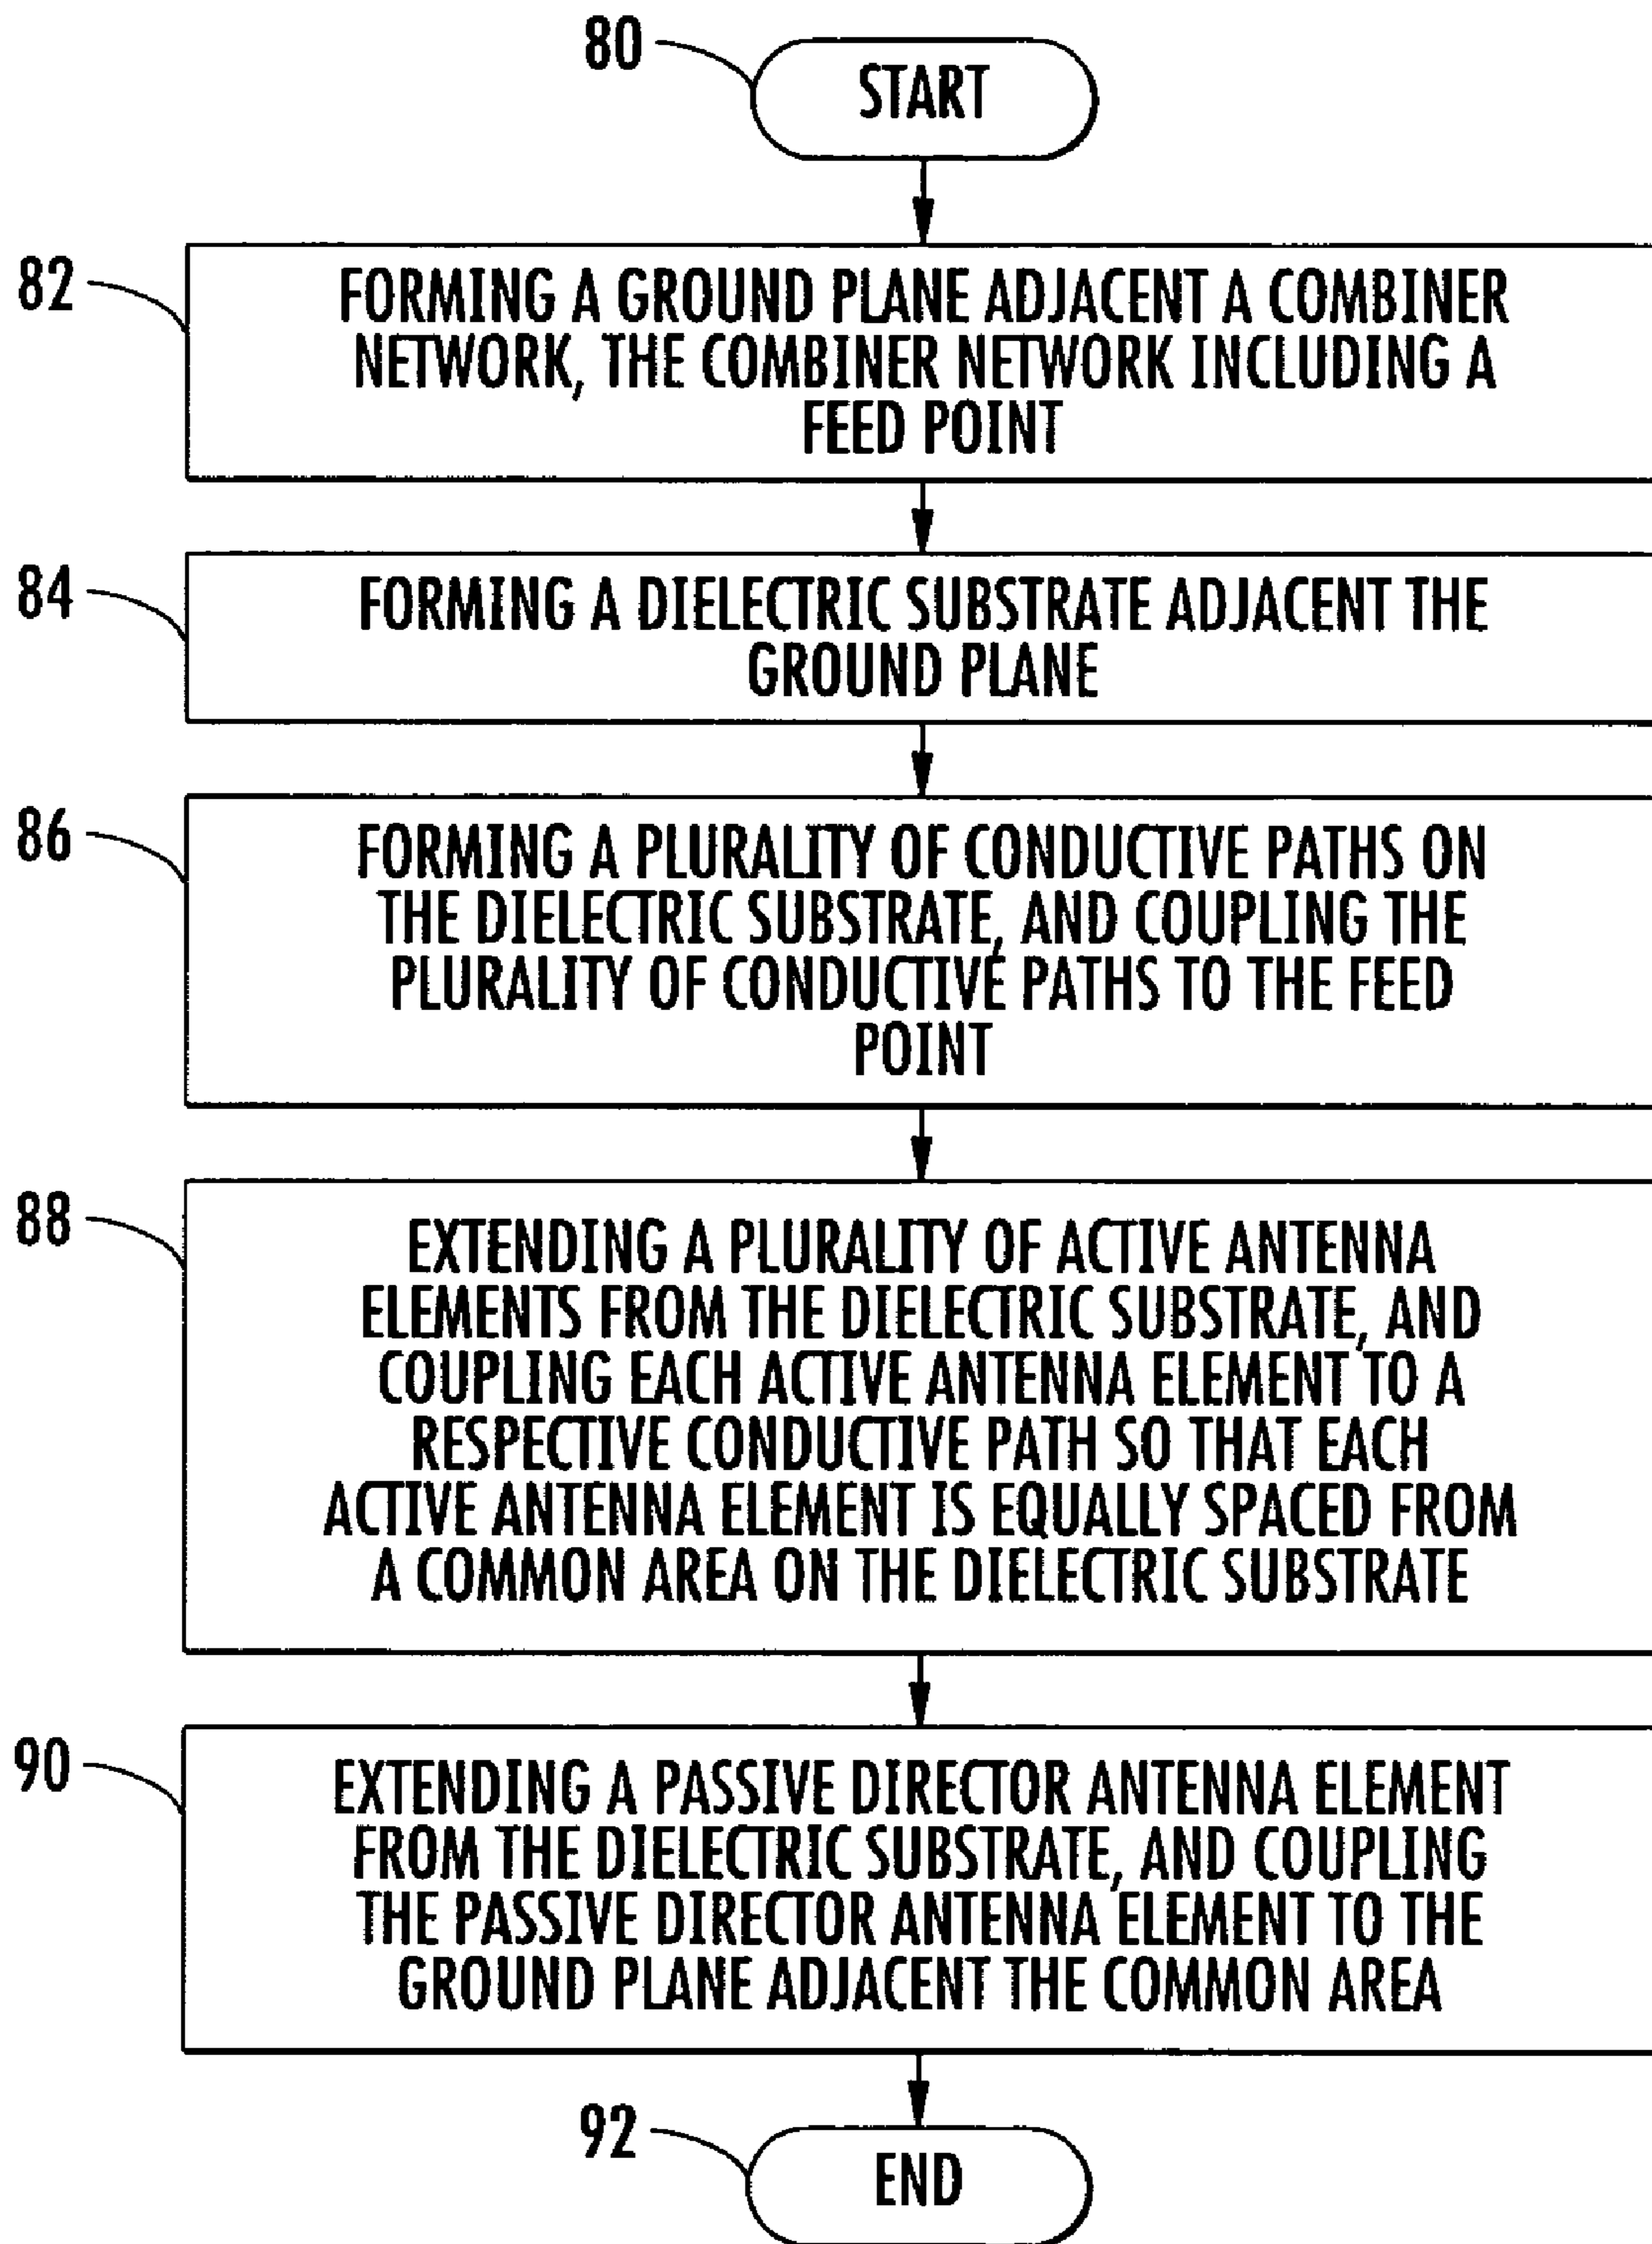 80
START
82
FORMING A GROUND PLANE ADJACENT A COMBINER
NETWORK, THE COMBINER NETWORK INCLUDING A
FEED POINT
84
FORMING A DIELECTRIC SUBSTRATE ADJACENT THE
GROUND PLANE
86
FORMING A PLURALITY OF CONDUCTIVE PATHS ON
THE DIELECTRIC SUBSTRATE, AND COUPLING THE
PLURALITY OF CONDUCTIVE PATHS TO THE FEED
POINT
88
EXTENDING A PLURALITY OF ACTIVE ANTENNA
ELEMENTS FROM THE DIELECTRIC SUBSTRATE, AND
COUPLING EACH ACTIVE ANTENNA ELEMENT TO A
RESPECTIVE CONDUCTIVE PATH SO THAT EACH
ACTIVE ANTENNA ELEMENT IS EQUALLY SPACED FROM
A COMMON AREA ON THE DIELECTRIC SUBSTRATE
90
EXTENDING A PASSIVE DIRECTOR ANTENNA ELEMENT
FROM THE DIELECTRIC SUBSTRATE, AND COUPLING
THE PASSIVE DIRECTOR ANTENNA ELEMENT TO THE
GROUND PLANE ADJACENT THE COMMON AREA
92
END